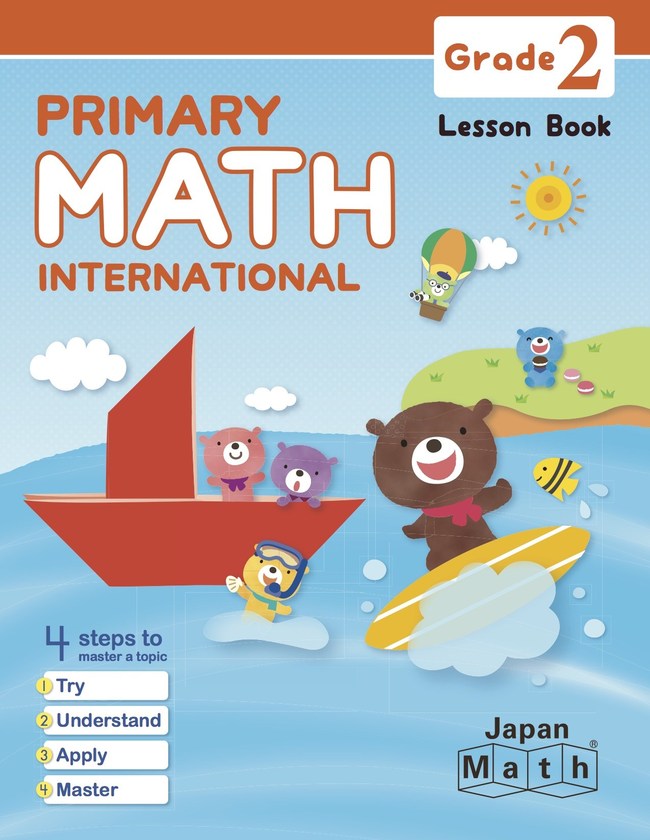 Grade 2
Lesson Book
PRIMARY
MATH
INTERNATIONAL
4 steps to
master a topic
1 Try
2 Understand
3 Apply
4 Master
Japan
Math®